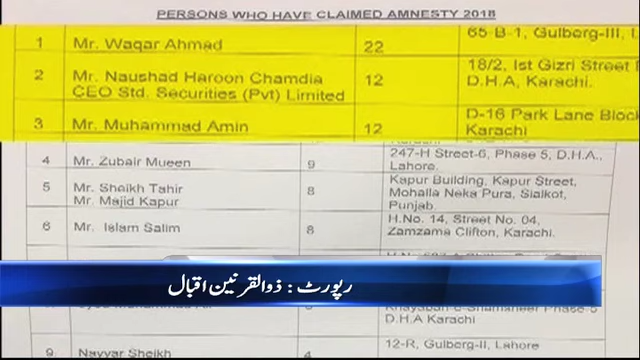 PERSONS WHO HAVE CLAIMED AMNESTY 2018
1 Mr. Waqar Ahmad 22 65-B-1, Gulberg-III,
2 Mr. Naushad Haroon Chamdia 12 18/2, Ist Gizri Street
CEO Std. Securities (Pvt) Limited D.H.A, Karachi.
3 Mr. Muhammad Amin 12 D-16 Park Lane Block
Karachi
4 Mr. Zubair Mueen 9 247-H Street-6, Phase 5, D.H.A.,
Lahore.
5 Mr. Sheikh Tahir 8 Kapur Building, Kapur Street,
Mr. Majid Kapur Mohalla Neka Pura, Sialkot,
Punjab.
6 Mr. Islam Salim 8 H.No. 14, Street No. 04,
Zamzama Clifton, Karachi.
رپورٹ : ذوالقرنین اقبال
Phase-5
D.H.A Karachi
9 Nayyar Sheikh 4 12-R, Gulberg-II, Lahore